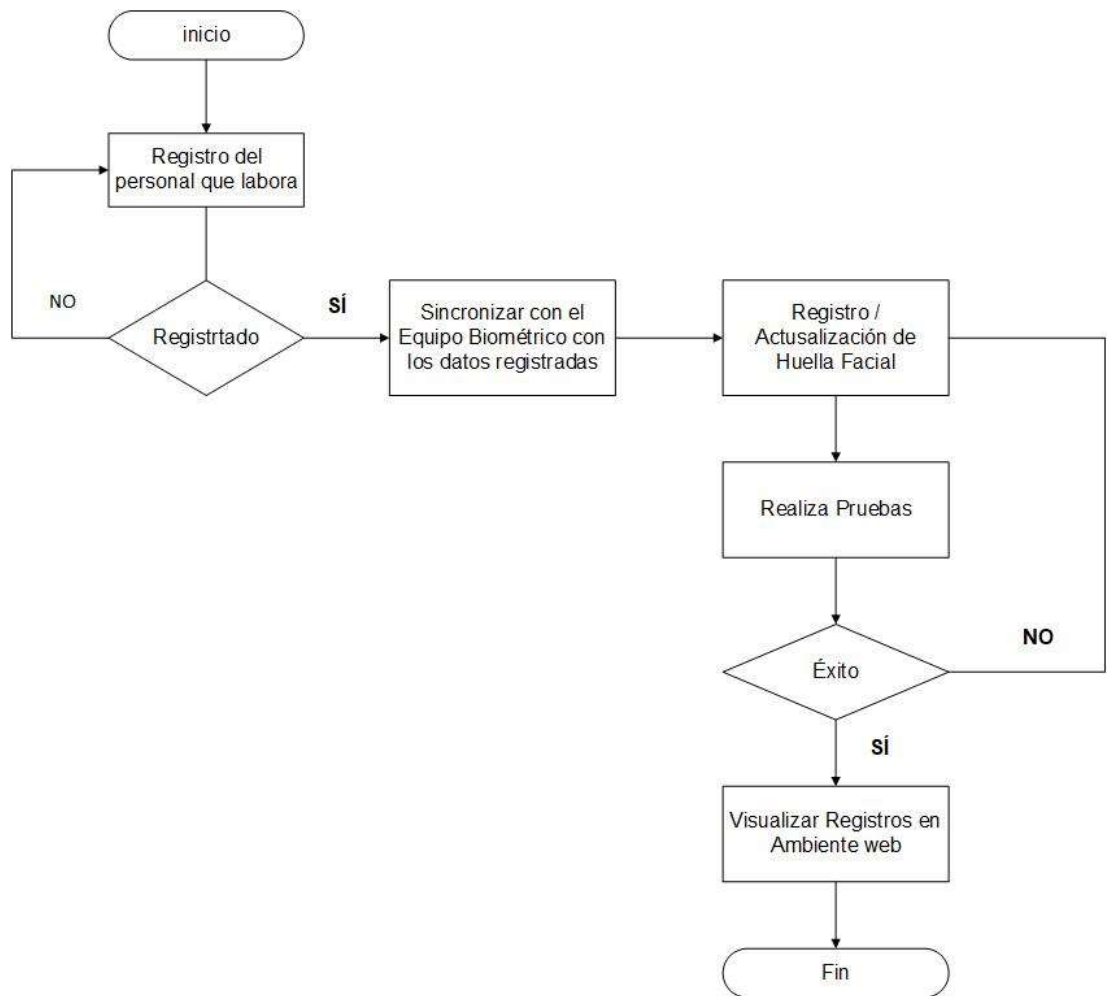 inicio
Registro del
personal que labora
NO
Registrtado
SÍ
Sincronizar con el
Equipo Biométrico con
los datos registradas
Registro /
Actusalización de
Huella Facial
Realiza Pruebas
Éxito
NO
SÍ
Visualizar Registros en
Ambiente web
Fin